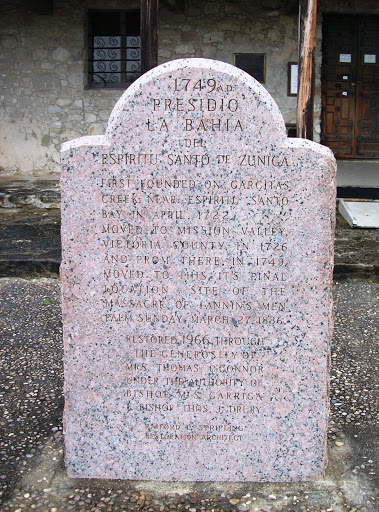 1749 AD
PRESIDIO
LA BAHIA
DEL
ESPIRITU SANTO DE ZUNIGA
FIRST FOUNDED ON GARCITAS
CREEK NEAR ESPIRITU SANTO
BAY IN APRIL, 1722.
MOVED TO MISSION VALLEY,
VICTORIA COUNTY, IN 1726
AND FROM THERE, IN 1749,
MOVED TO THIS, ITS FINAL
LOCATION. SITE OF THE
MASSACRE OF FANNIN'S MEN
PALM SUNDAY, MARCH 27, 1836.
RESTORED 1966 THROUGH
THE GENEROSITY OF
MRS. THOMAS O'CONNOR
UNDER THE AUTHORITY OF
BISHOP M. S. GARRIGA
& BISHOP THOS. J. DRURY
RAIFORD L. STRIPLING
RESTORATION ARCHITECT